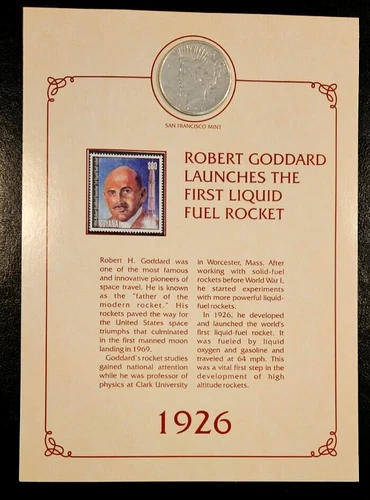 SAN FRANCISCO MINT
$80
GUYANA
ROBERT GODDARD
LAUNCHES THE
FIRST LIQUID
FUEL ROCKET
Robert H. Goddard was
one of the most famous
and innovative pioneers of
space travel. He is known
as the "father of the
modern rocket." His
rockets paved the way for
the United States space
triumphs that culminated
in the first manned moon
landing in 1969.
Goddard's rocket studies
gained national attention
while he was professor of
physics at Clark University
in Worcester, Mass. After
working with solid-fuel
rockets before World War I,
he started experiments
with more powerful liquid-
fuel rockets.
In 1926, he developed
and launched the world's
first liquid-fuel rocket. It
was fueled by liquid
oxygen and gasoline and
traveled at 64 mph. This
was a vital first step in the
development of high
altitude rockets.
1926